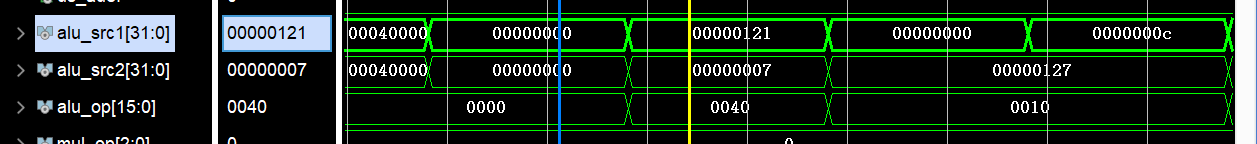 alu_src1[31:0] 00000121 00040000 00000000 00000121 00000000 0000000c
alu_src2[31:0] 00000007 00040000 00000000 00000007 00000127
alu_op[15:0] 0040 0000 0040 0010
mul_op[2:0] 0 0